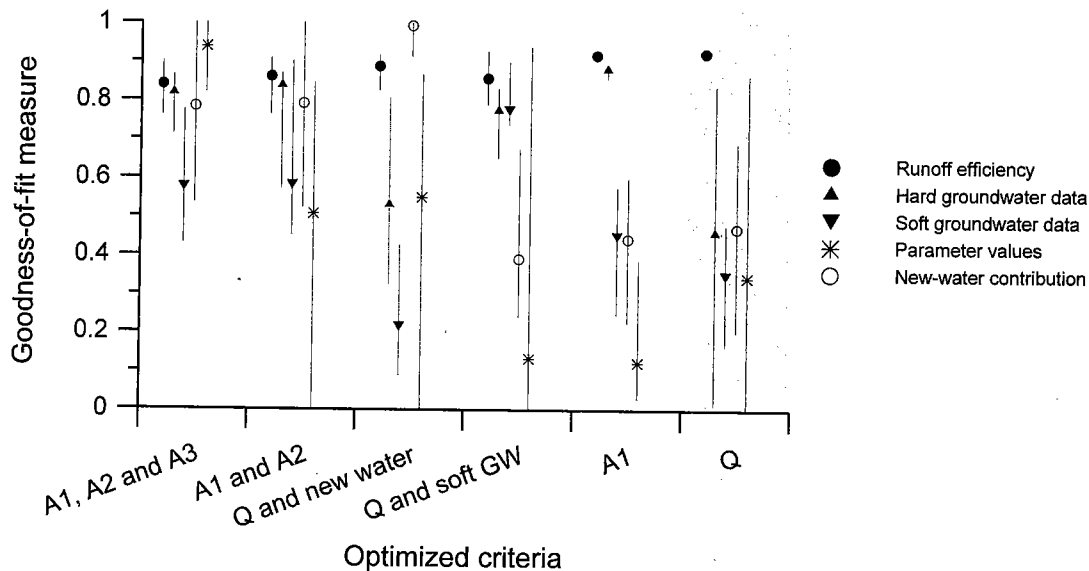 Goodness-of-fit measure
1
0.8
0.6
0.4
0.2
0
Runoff efficiency
Hard groundwater data
Soft groundwater data
Parameter values
New-water contribution
A1, A2 and A3
A1 and A2
Q and new water
Q and soft GW
A1
Q
Optimized criteria